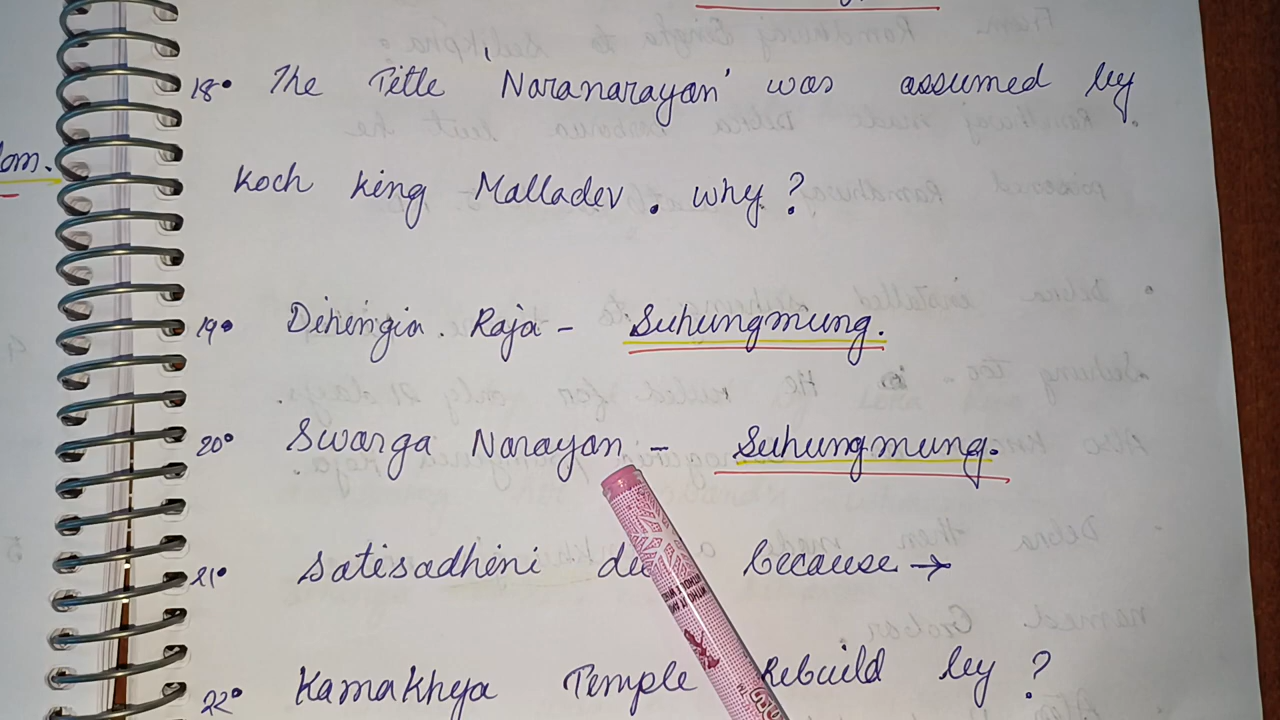 18. The Title 'Naranarayan' was assumed by
Koch king Malladev. why?
19. Dihingia. Raja - Suhungmung.
20. Swarga Narayan - Suhungmung.
21. Satisadhini because →
22. Kamakhya Temple Rebuild by ?